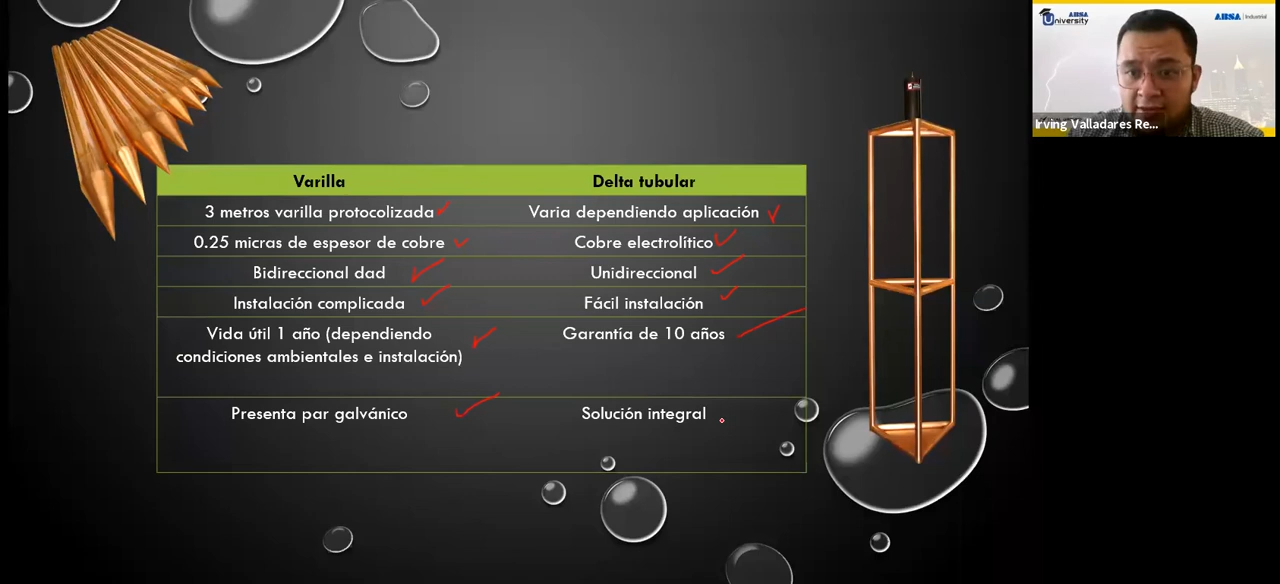 ABSA
University
ABSA Industrial
Irving Valladares Re...
Varilla
Delta tubular
3 metros varilla protocolizada
Varia dependiendo aplicación
0.25 micras de espesor de cobre
Cobre electrolítico
Bidireccional dad
Unidireccional
Instalación complicada
Fácil instalación
Vida útil 1 año (dependiendo
condiciones ambientales e instalación)
Garantía de 10 años
Presenta par galvánico
Solución integral